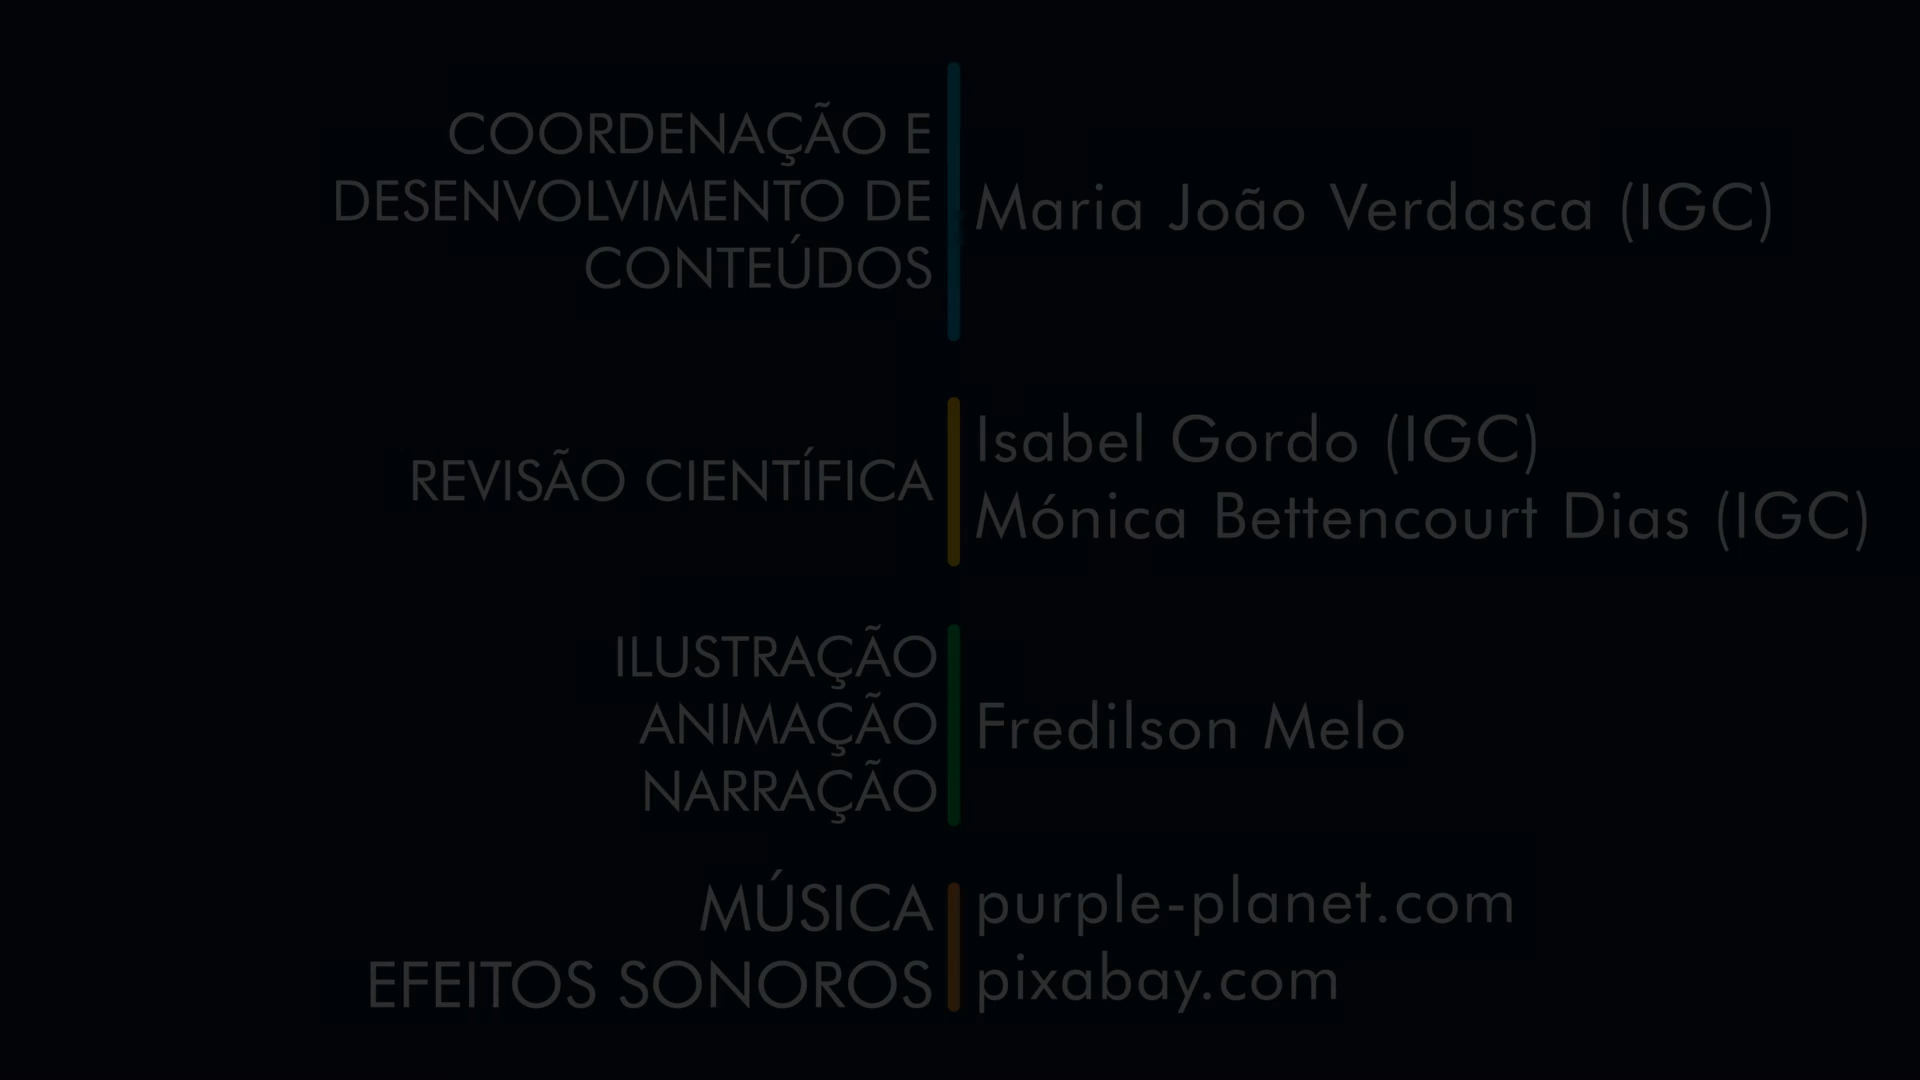 COORDENAÇÃO E
DESENVOLVIMENTO DE
CONTEÚDOS
Maria João Verdasca (IGC)
REVISÃO CIENTÍFICA
Isabel Gordo (IGC)
Mónica Bettencourt Dias (IGC)
ILUSTRAÇÃO
ANIMAÇÃO
NARRAÇÃO
Fredilson Melo
MÚSICA
EFEITOS SONOROS
purple-planet.com
pixabay.com